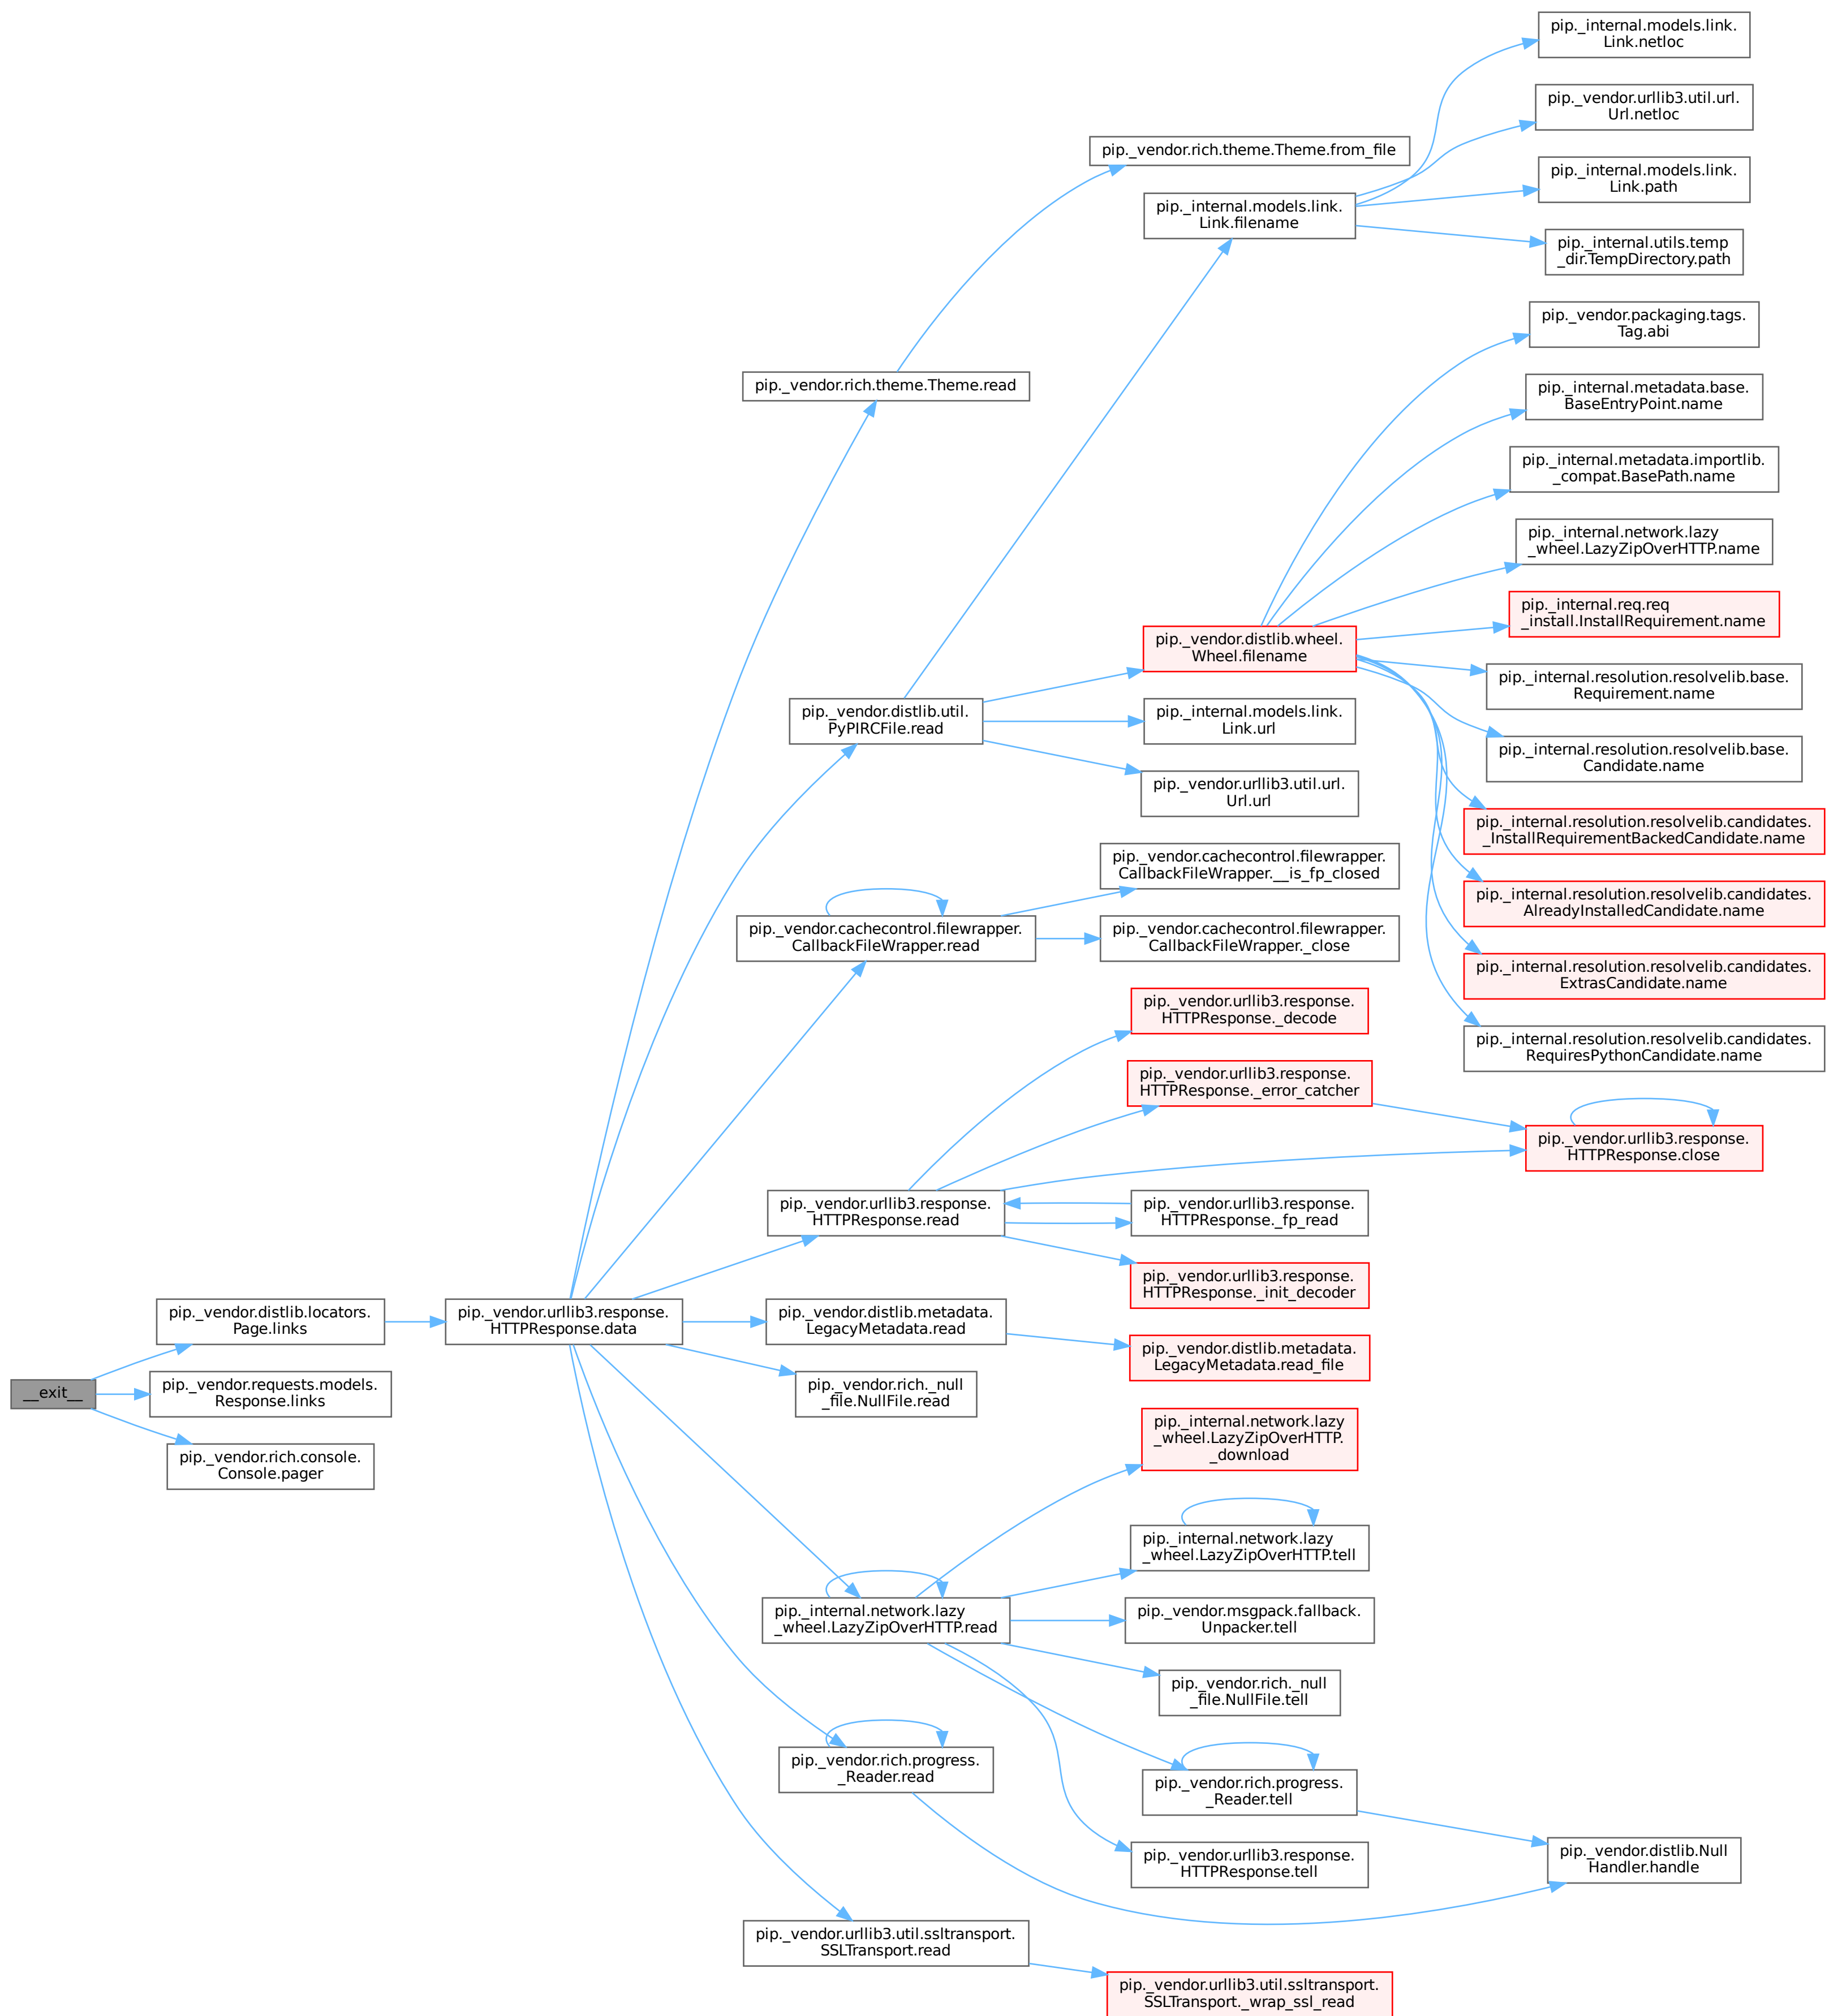 pip._internal.models.link.
Link.netloc
pip._vendor.urllib3.util.url.
Url.netloc
pip._vendor.rich.theme.Theme.from_file
pip._internal.models.link.
Link.path
pip._internal.models.link.
Link.filename
pip._internal.utils.temp
_dir.TempDirectory.path
pip._vendor.packaging.tags.
Tag.abi
pip._vendor.rich.theme.Theme.read
pip._internal.metadata.base.
BaseEntryPoint.name
pip._internal.metadata.importlib.
_compat.BasePath.name
pip._internal.network.lazy
_wheel.LazyZipOverHTTP.name
pip._internal.req.req
_install.InstallRequirement.name
pip._vendor.distlib.wheel.
Wheel.filename
pip._internal.resolution.resolvelib.base.
Requirement.name
pip._vendor.distlib.util.
PyPIRCFile.read
pip._internal.models.link.
Link.url
pip._internal.resolution.resolvelib.base.
Candidate.name
pip._vendor.urllib3.util.url.
Url.url
pip._internal.resolution.resolvelib.candidates.
_InstallRequirementBackedCandidate.name
pip._vendor.cachecontrol.filewrapper.
CallbackFileWrapper.__is_fp_closed
pip._internal.resolution.resolvelib.candidates.
AlreadyInstalledCandidate.name
pip._vendor.cachecontrol.filewrapper.
CallbackFileWrapper.read
pip._vendor.cachecontrol.filewrapper.
CallbackFileWrapper._close
pip._internal.resolution.resolvelib.candidates.
ExtrasCandidate.name
pip._vendor.urllib3.response.
HTTPResponse._decode
pip._internal.resolution.resolvelib.candidates.
RequiresPythonCandidate.name
pip._vendor.urllib3.response.
HTTPResponse._error_catcher
pip._vendor.urllib3.response.
HTTPResponse.close
pip._vendor.urllib3.response.
HTTPResponse.read
pip._vendor.urllib3.response.
HTTPResponse._fp_read
pip._vendor.urllib3.response.
HTTPResponse._init_decoder
pip._vendor.distlib.locators.
Page.links
pip._vendor.urllib3.response.
HTTPResponse.data
pip._vendor.distlib.metadata.
LegacyMetadata.read
pip._vendor.distlib.metadata.
LegacyMetadata.read_file
__exit__
pip._vendor.requests.models.
Response.links
pip._vendor.rich._null
_file.NullFile.read
pip._internal.network.lazy
_wheel.LazyZipOverHTTP.
_download
pip._vendor.rich.console.
Console.pager
pip._internal.network.lazy
_wheel.LazyZipOverHTTP.tell
pip._internal.network.lazy
_wheel.LazyZipOverHTTP.read
pip._vendor.msgpack.fallback.
Unpacker.tell
pip._vendor.rich._null
_file.NullFile.tell
pip._vendor.rich.progress.
_Reader.read
pip._vendor.rich.progress.
_Reader.tell
pip._vendor.urllib3.response.
HTTPResponse.tell
pip._vendor.distlib.Null
Handler.handle
pip._vendor.urllib3.util.ssltransport.
SSLTransport.read
pip._vendor.urllib3.util.ssltransport.
SSLTransport._wrap_ssl_read